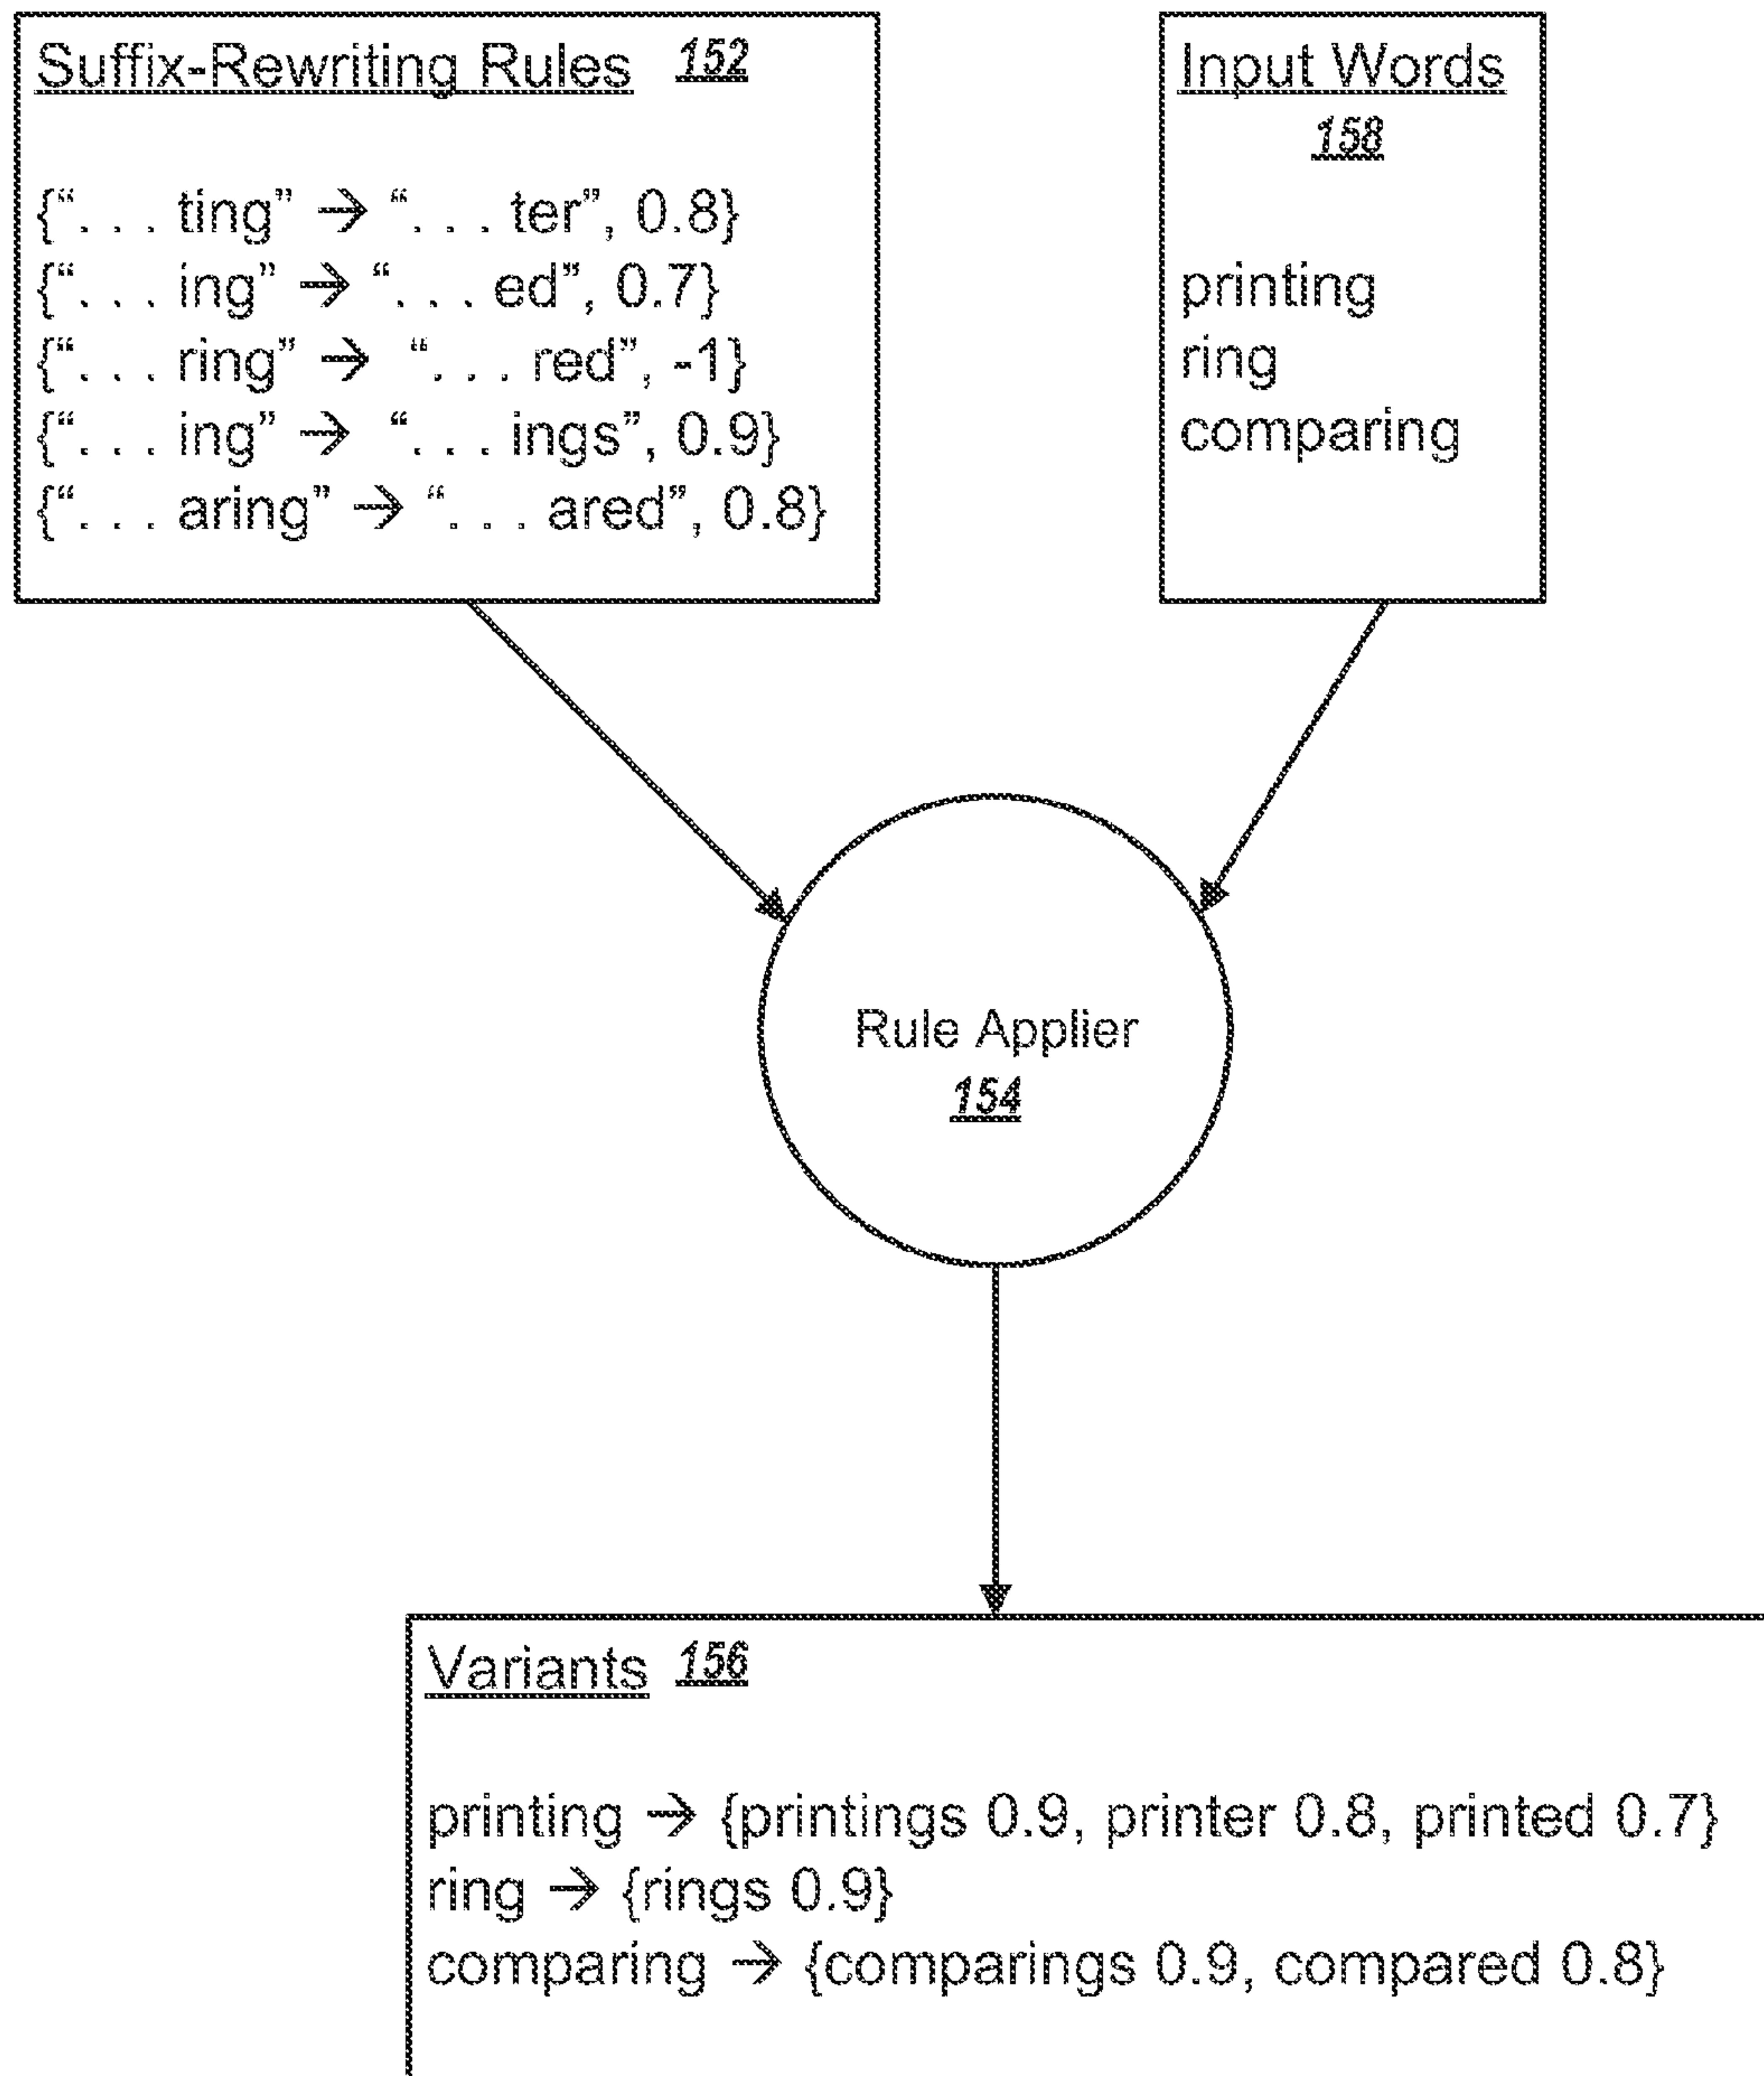 Suffix-Rewriting Rules 152
{“. . . ting” → “. . . ter”, 0.8}
{“. . . ing” → “. . . ed”, 0.7}
{“. . . ring” → “. . . red”, -1}
{“. . . ing” → “. . . ings”, 0.9}
{“. . . aring” → “. . . ared”, 0.8}
Input Words
158
printing
ring
comparing
Rule Applier
154
Variants 156
printing → {printings 0.9, printer 0.8, printed 0.7}
ring → {rings 0.9}
comparing → {comparings 0.9, compared 0.8}